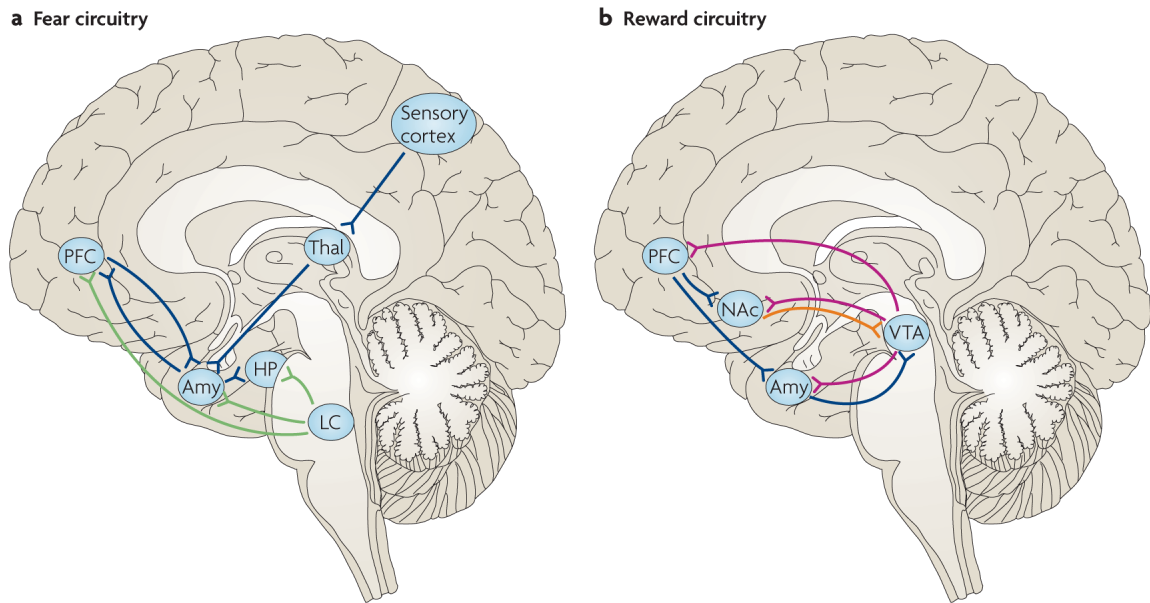 a Fear circuitry
Sensory
cortex
PFC
Thal
Amy
HP
LC
b Reward circuitry
PFC
NAc
VTA
Amy